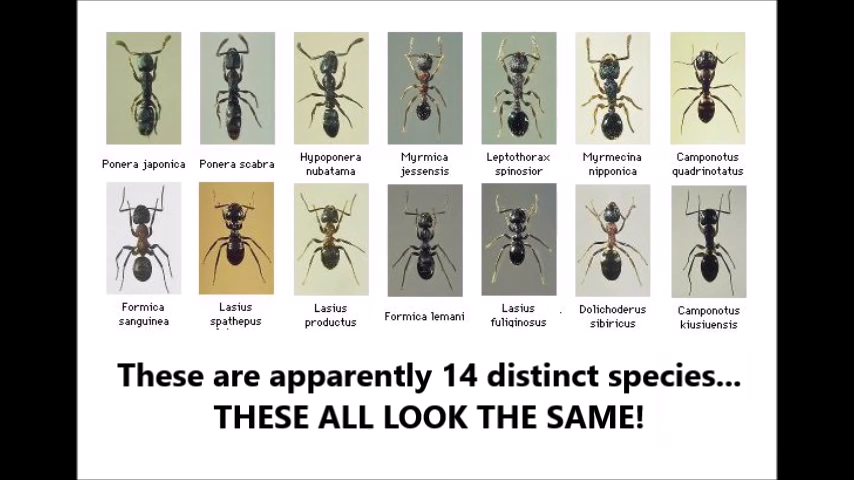 Ponera japonica Ponera scabra Hypoponera nubatama Myrmica jessensis Leptothorax spinosior Myrmecina nipponica Camponotus quadrinotatus
Formica sanguinea Lasius spathepus Lasius productus Formica lemani Lasius fuliginosus Dolichoderus sibiricus Camponotus kiusiuensis
These are apparently 14 distinct species...
THESE ALL LOOK THE SAME!